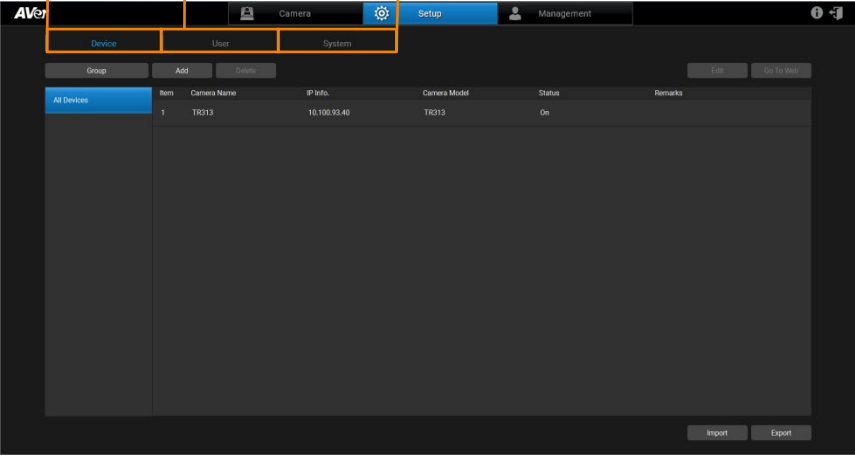 AVer Camera Setup Management
Device User System
Group Add Delete Edit Go To Web
All Devices
Item Camera Name IP Info. Camera Model Status Remarks
1 TR313 10.100.93.40 TR313 On
Import Export